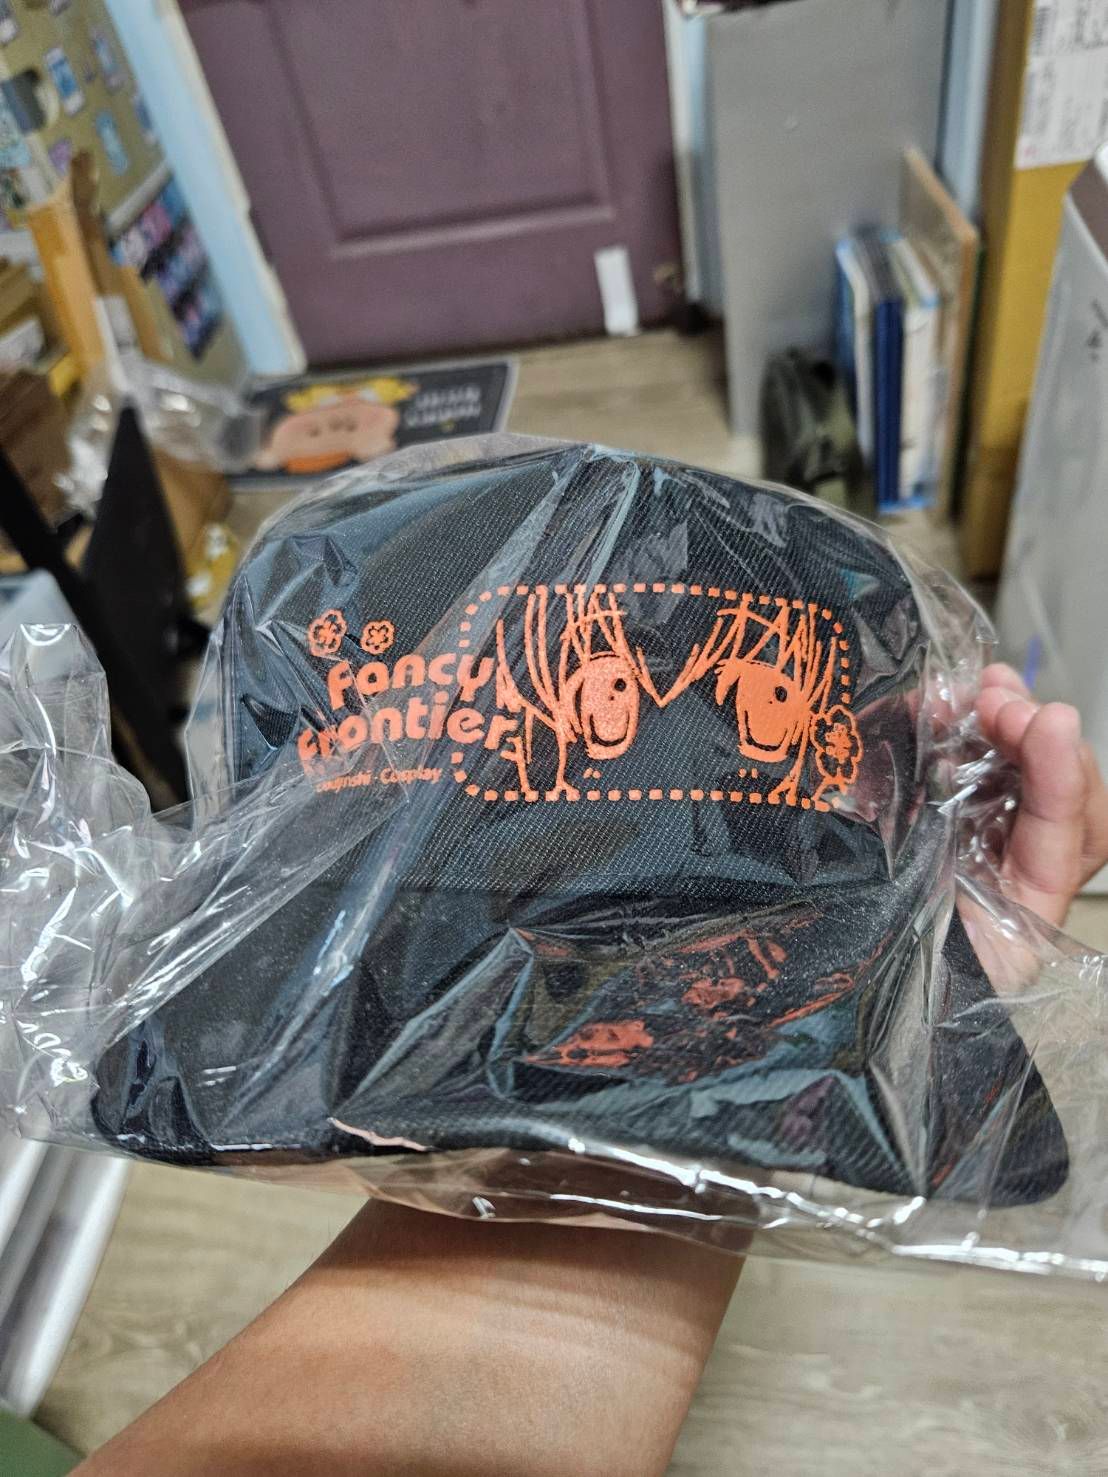 Fancy
Frontier
Doujinshi · Cosplay